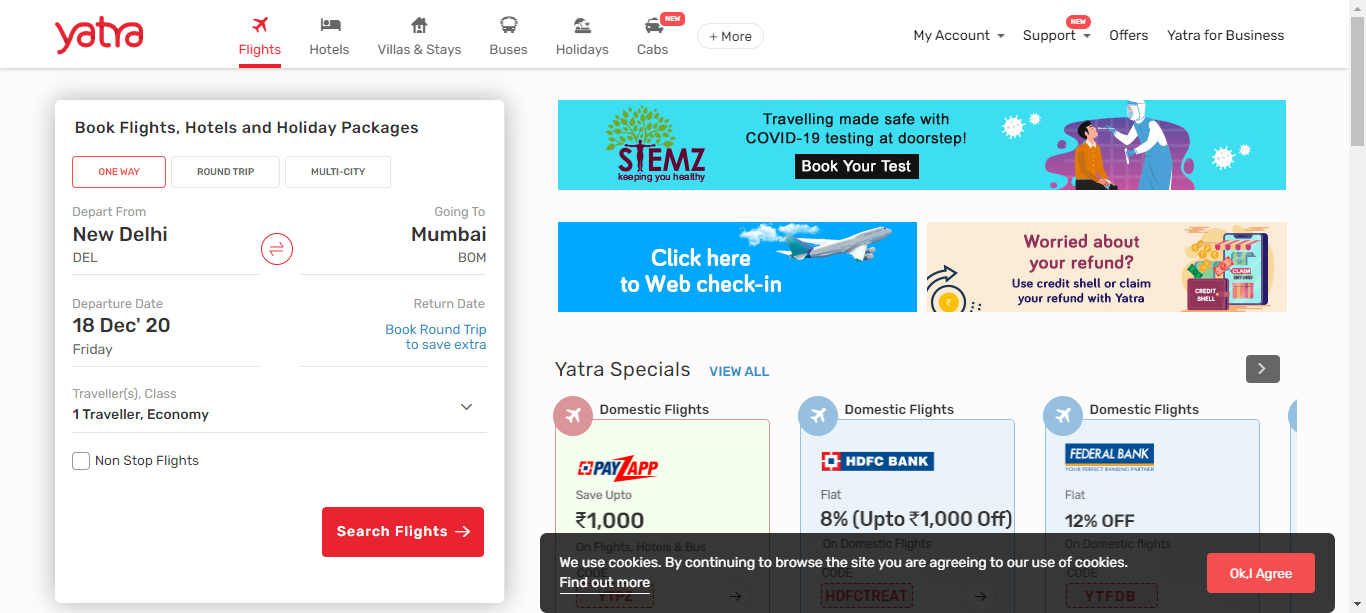 yatra
Flights
Hotels
Villas & Stays
Buses
Holidays
NEW
Cabs
+ More
My Account
NEW
Support
Offers
Yatra for Business
Book Flights, Hotels and Holiday Packages
ONE WAY
ROUND TRIP
MULTI-CITY
Depart From
New Delhi
DEL
Going To
Mumbai
BOM
Departure Date
18 Dec' 20
Friday
Return Date
Book Round Trip
to save extra
Traveller(s), Class
1 Traveller, Economy
Non Stop Flights
Search Flights
STEMZ
keeping you healthy
Travelling made safe with
COVID-19 testing at doorstep!
Book Your Test
Click here
to Web check-in
Worried about
your refund?
Use credit shell or claim
your refund with Yatra
CLAIM
REFUND
CREDIT
SHELL
Yatra Specials
VIEW ALL
Domestic Flights
PAYZAPP
Save Upto
₹1,000
On Flights, Hotels & Bus
CODE
YTPZ
Domestic Flights
HDFC BANK
Flat
8% (Upto ₹1,000 Off)
On Domestic Flights
CODE
HDFCTREAT
Domestic Flights
FEDERAL BANK
YOUR PERFECT BANKING PARTNER
Flat
12% OFF
On Domestic flights
CODE
YTFDB
We use cookies. By continuing to browse the site you are agreeing to our use of cookies.
Find out more
Ok,I Agree